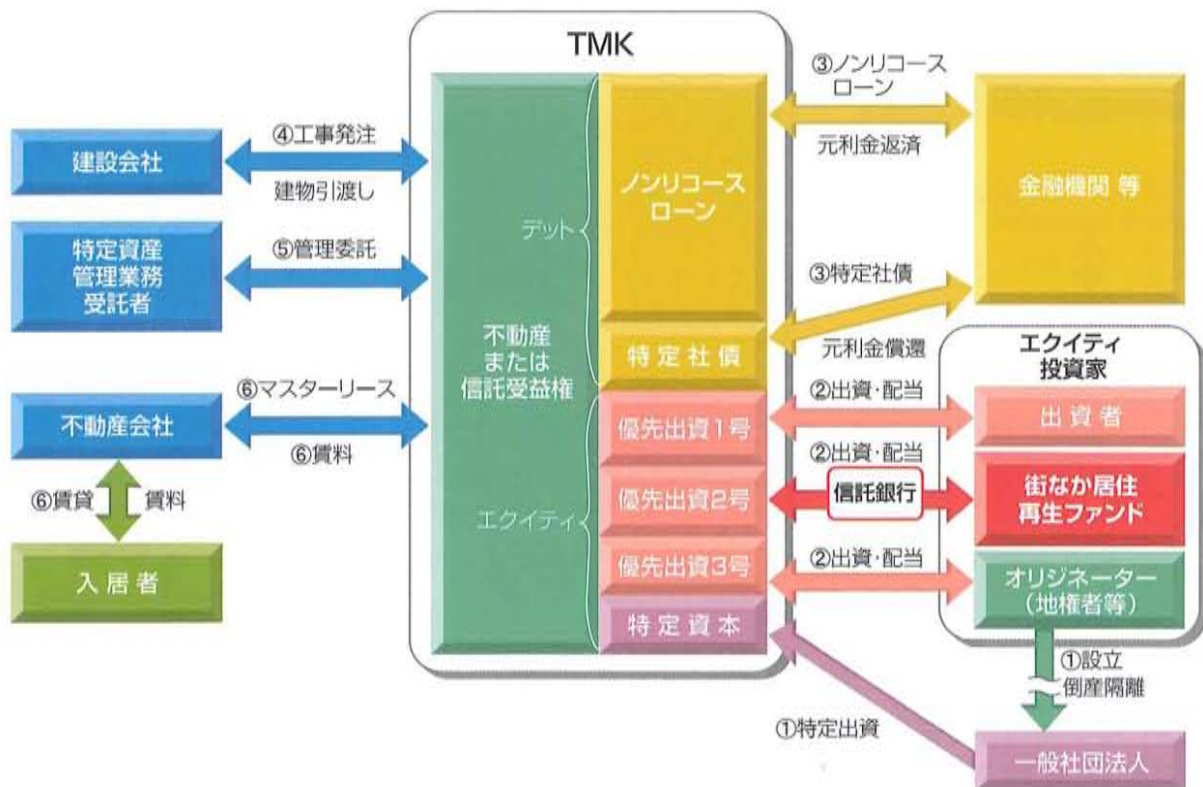 TMK
建設会社
④工事発注
建物引渡し
特定資産
管理業務
受託者
⑤管理委託
不動産会社
⑥マスターリース
⑥賃料
⑥賃貸
賃料
入居者
不動産
または
信託受益権
デット
エクイティ
ノンリコース
ローン
特定社債
優先出資1号
優先出資2号
優先出資3号
特定資本
③ノンリコース
ローン
元利金返済
金融機関 等
③特定社債
元利金償還
エクイティ
投資家
②出資・配当
出資者
②出資・配当
信託銀行
街なか居住
再生ファンド
②出資・配当
オリジネーター
(地権者等)
①設立
倒産隔離
①特定出資
一般社団法人